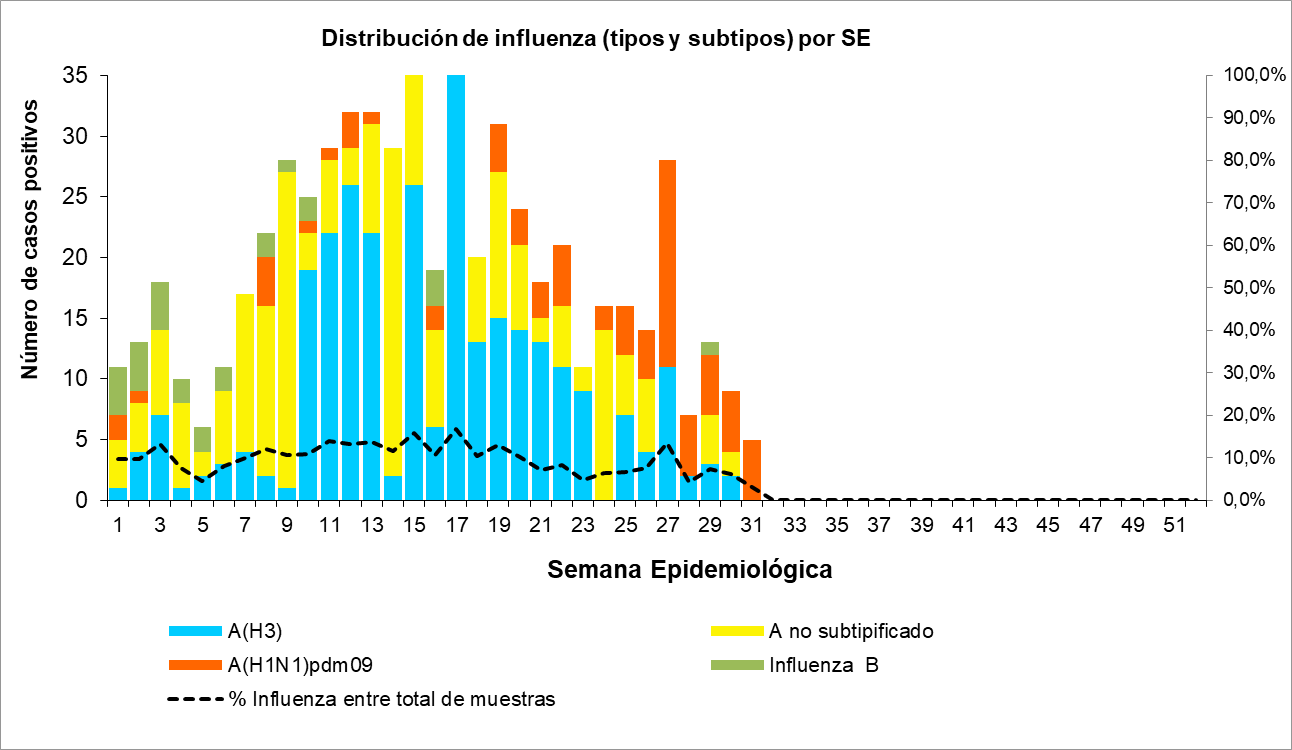 Distribución de influenza (tipos y subtipos) por SE
Número de casos positivos
35
30
25
20
15
10
5
0
100,0%
90,0%
80,0%
70,0%
60,0%
50,0%
40,0%
30,0%
20,0%
10,0%
0,0%
1 3 5 7 9 11 13 15 17 19 21 23 25 27 29 31 33 35 37 39 41 43 45 47 49 51
Semana Epidemiológica
A(H3) A no subtipificado
A(H1N1)pdm09 Influenza B
% Influenza entre total de muestras